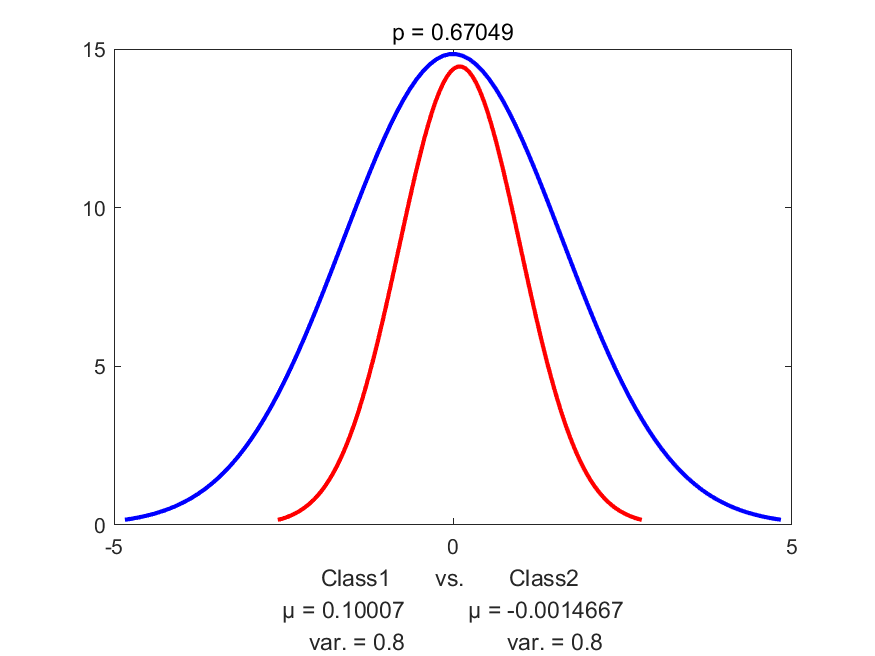 p = 0.67049
15
10
5
0
-5 0 5
Class1 vs. Class2
μ = 0.10007 μ = -0.0014667
var. = 0.8 var. = 0.8